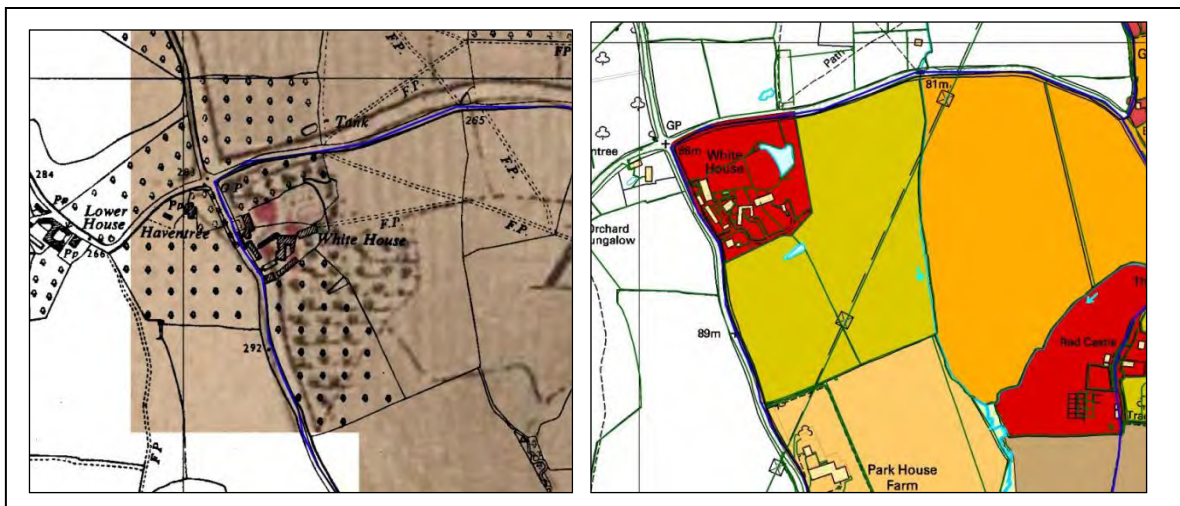 F.P.
F.P.
F.P.
FP
Tank
265
F.P.
284
Pp
Lower
House
Pp
266
Pp
Haventree
White House
F.P.
F.P.
292
F.P.
Path
81m
GP
White
House
Orchard
89m
Red Castle
Park House
Farm